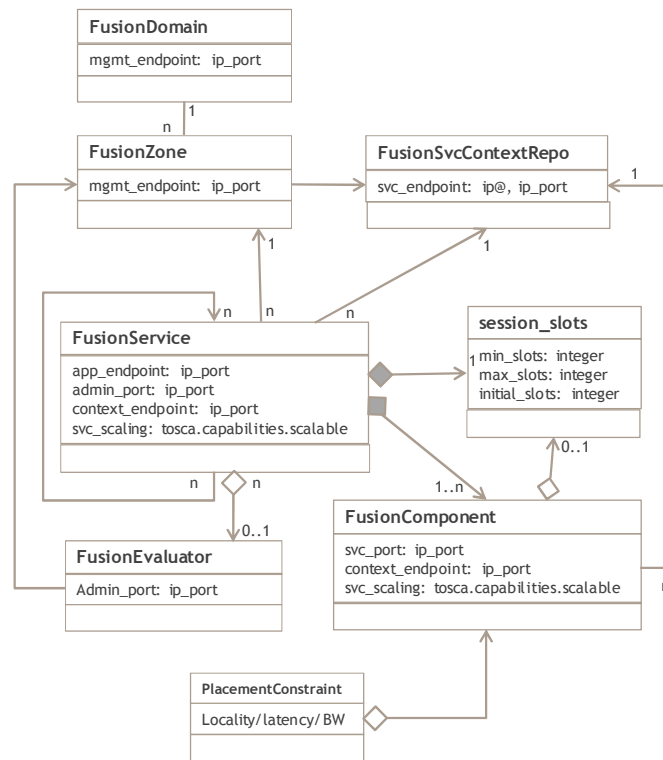 FusionDomain
mgmt_endpoint: ip_port
1
n
FusionZone
mgmt_endpoint: ip_port
FusionSvcContextRepo
svc_endpoint: ip@, ip_port
1
1
1
n
n
n
FusionService
app_endpoint: ip_port
admin_port: ip_port
context_endpoint: ip_port
svc_scaling: tosca.capabilities.scalable
session_slots
1
min_slots: integer
max_slots: integer
initial_slots: integer
0..1
n
n
1..n
0..1
FusionComponent
svc_port: ip_port
context_endpoint: ip_port
svc_scaling: tosca.capabilities.scalable
FusionEvaluator
Admin_port: ip_port
PlacementConstraint
Locality/latency/BW